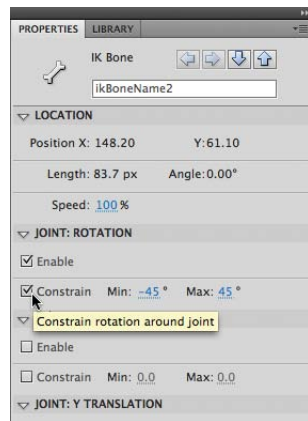 PROPERTIES LIBRARY
IK Bone
ikBoneName2
LOCATION
Position X: 148.20 Y: 61.10
Length: 83.7 px Angle: 0.00°
Speed: 100 %
JOINT: ROTATION
Enable
Constrain Min: -45 ° Max: 45 °
Constrain rotation around joint
Enable
Constrain Min: 0.0 Max: 0.0
JOINT: Y TRANSLATION